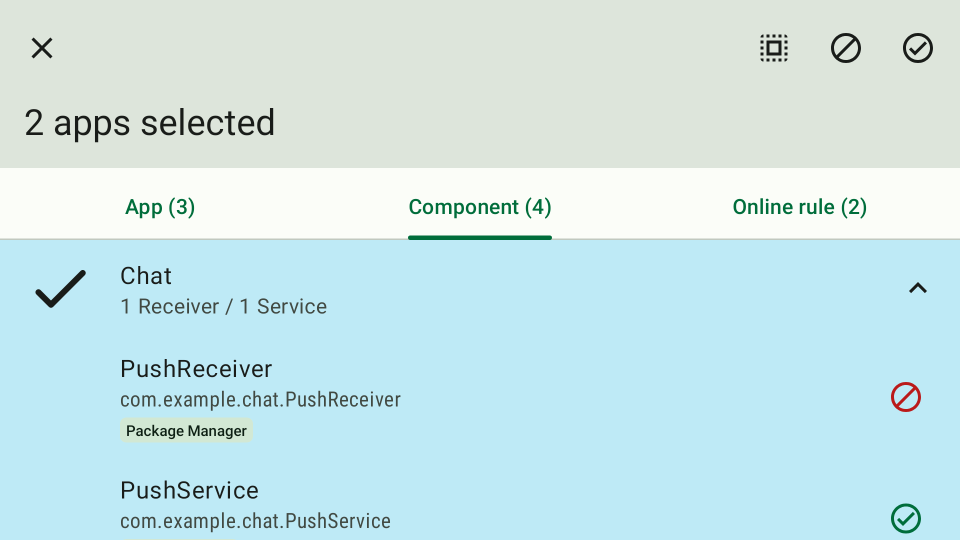 2 apps selected
App (3)
Component (4)
Online rule (2)
Chat
1 Receiver / 1 Service
PushReceiver
com.example.chat.PushReceiver
Package Manager
PushService
com.example.chat.PushService